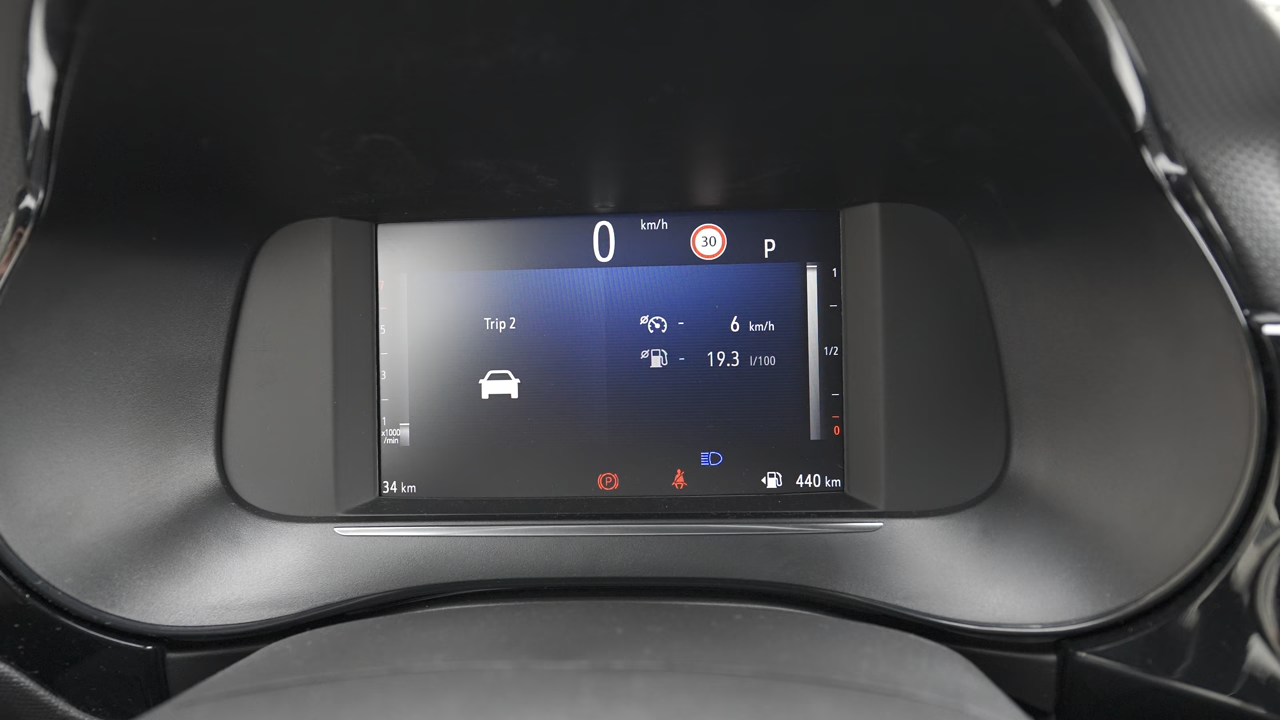 0 km/h 30 P
7
5
3
1
x1000
/min
Trip 2
- 6 km/h
- 19.3 l/100
1
1/2
0
34 km
P
440 km